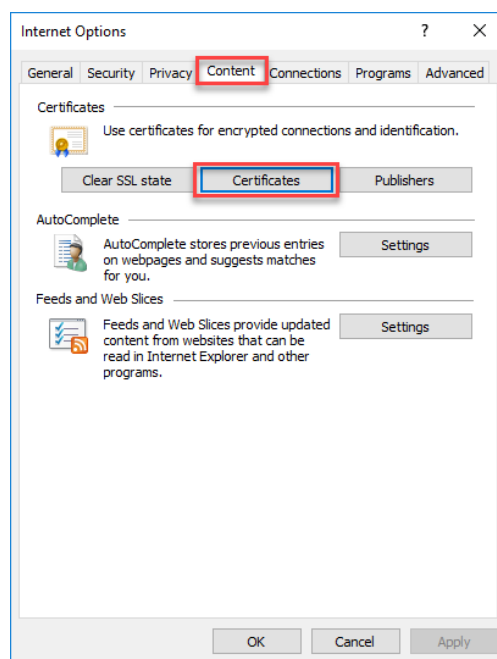 Internet Options ?
General Security Privacy Content Connections Programs Advanced
Certificates
Use certificates for encrypted connections and identification.
Clear SSL state Certificates Publishers
AutoComplete
AutoComplete stores previous entries
on webpages and suggests matches
for you.
Settings
Feeds and Web Slices
Feeds and Web Slices provide updated
content from websites that can be
read in Internet Explorer and other
programs.
Settings
OK Cancel Apply